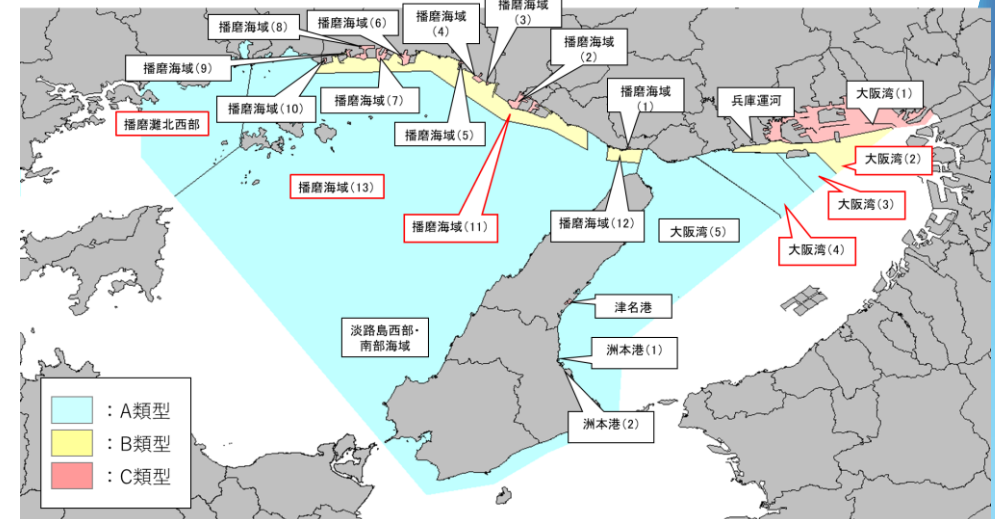 播磨海域
(3)
播磨海域(8)
播磨海域(6)
播磨海域
(4)
播磨海域
(2)
播磨海域(9)
播磨海域
(1)
兵庫運河
大阪湾(1)
播磨海域(10)
播磨海域(7)
播磨灘北西部
播磨海域(5)
大阪湾(2)
播磨海域(13)
大阪湾(3)
播磨海域(11)
播磨海域(12)
大阪湾(5)
大阪湾(4)
津名港
淡路島西部・
南部海域
洲本港(1)
洲本港(2)
：A類型
：B類型
：C類型